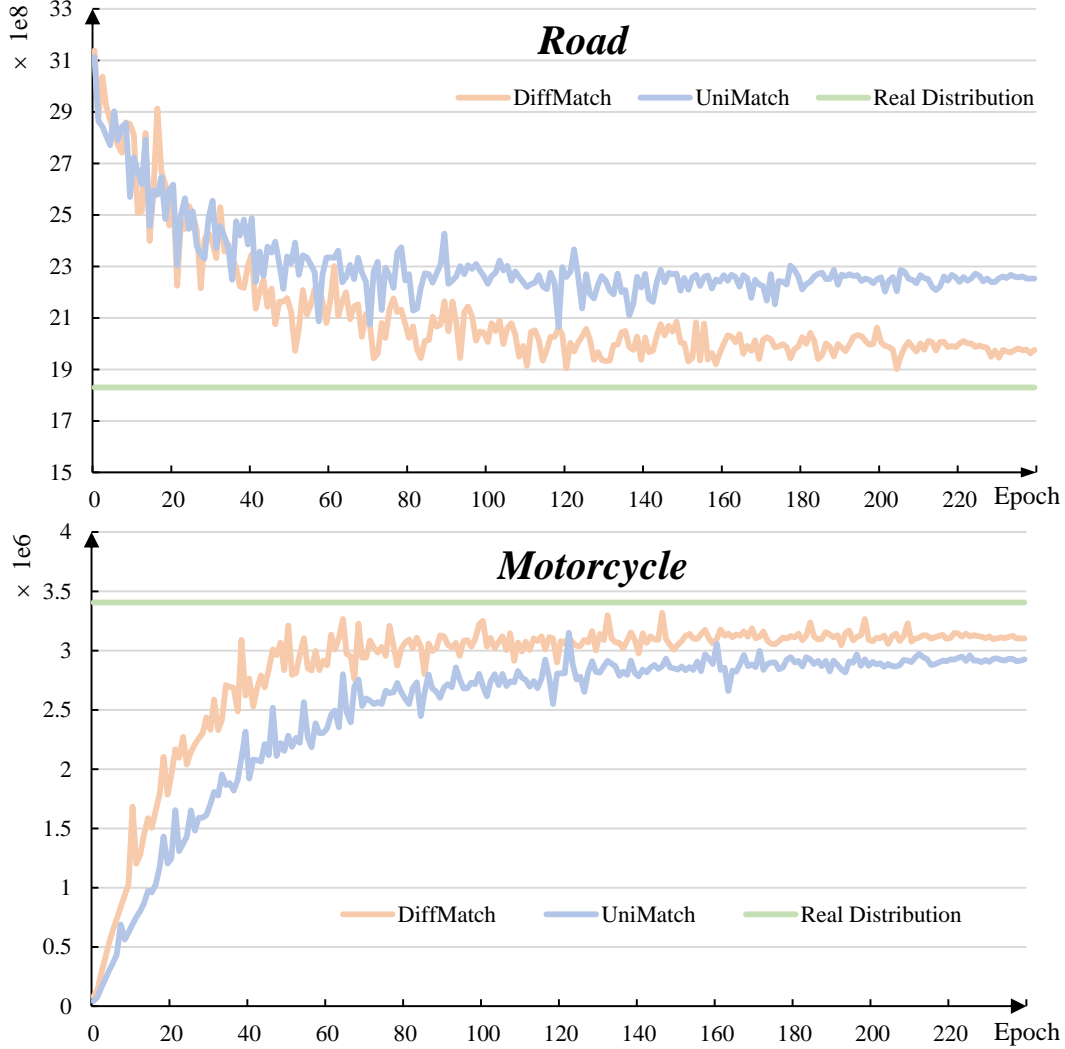 × 1e8
Road
DiffMatch UniMatch Real Distribution
33
31
29
27
25
23
21
19
17
15
0 20 40 60 80 100 120 140 160 180 200 220 Epoch
× 1e6
Motorcycle
4
3.5
3
2.5
2
1.5
1
0.5
0
DiffMatch UniMatch Real Distribution
0 20 40 60 80 100 120 140 160 180 200 220 Epoch